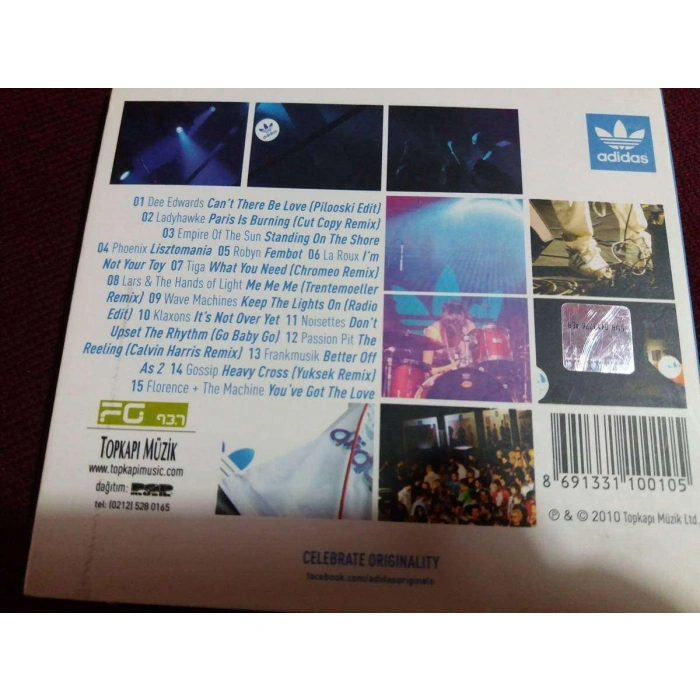 adidas
01 Dee Edwards Can't There Be Love (Pilooski Edit)
02 Ladyhawke Paris Is Burning (Cut Copy Remix)
03 Empire Of The Sun Standing On The Shore
04 Phoenix Lisztomania 05 Robyn Fembot 06 La Roux I'm
Not Your Toy 07 Tiga What You Need (Chromeo Remix)
08 Lars & The Hands of Light Me Me Me (Trentemoeller
Remix) 09 Wave Machines Keep The Lights On (Radio
Edit) 10 Klaxons It's Not Over Yet 11 Noisettes Don't
Upset The Rhythm (Go Baby Go) 12 Passion Pit The
Reeling (Calvin Harris Remix) 13 Frankmusik Better Off
As 2 14 Gossip Heavy Cross (Yuksek Remix)
15 Florence + The Machine You've Got The Love
FG 93.7
TOPKAPI MÜZİK
www.topkapimusic.com
dağıtım:
tel: (0212) 528 0165
adidas
8 691331 100105
℗ & © 2010 Topkapı Müzik Ltd.
CELEBRATE ORIGINALITY
facebook.com/adidasoriginals